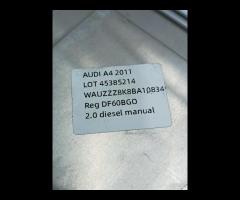 AUDI A4 2011
LOT 45385214
WAUZZZ8K8BA10834
Reg DF60BGO
2.0 diesel manual